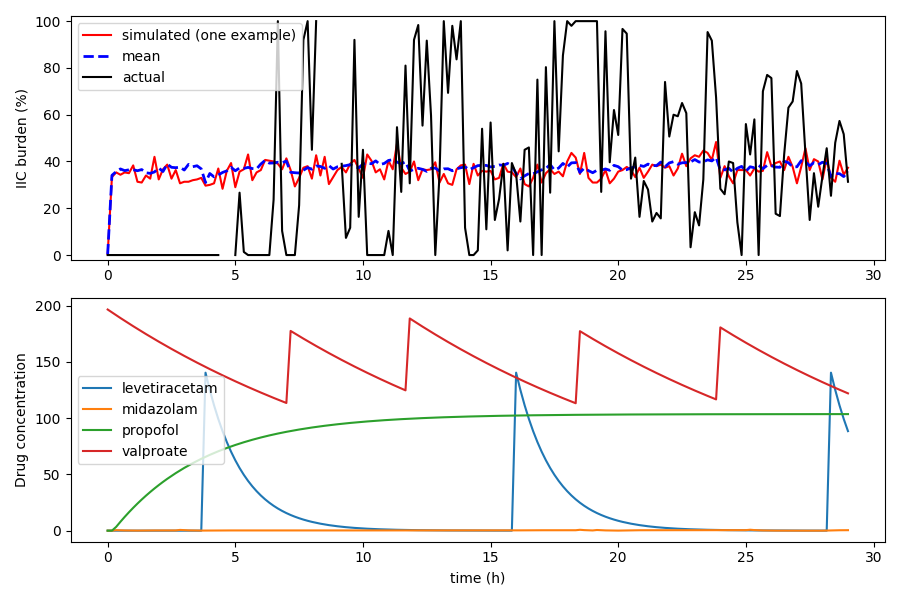 100
80
60
40
20
0
IIC burden (%)
simulated (one example)
mean
actual
0 5 10 15 20 25 30
200
150
100
50
0
Drug concentration
levetiracetam
midazolam
propofol
valproate
0 5 10 15 20 25 30
time (h)